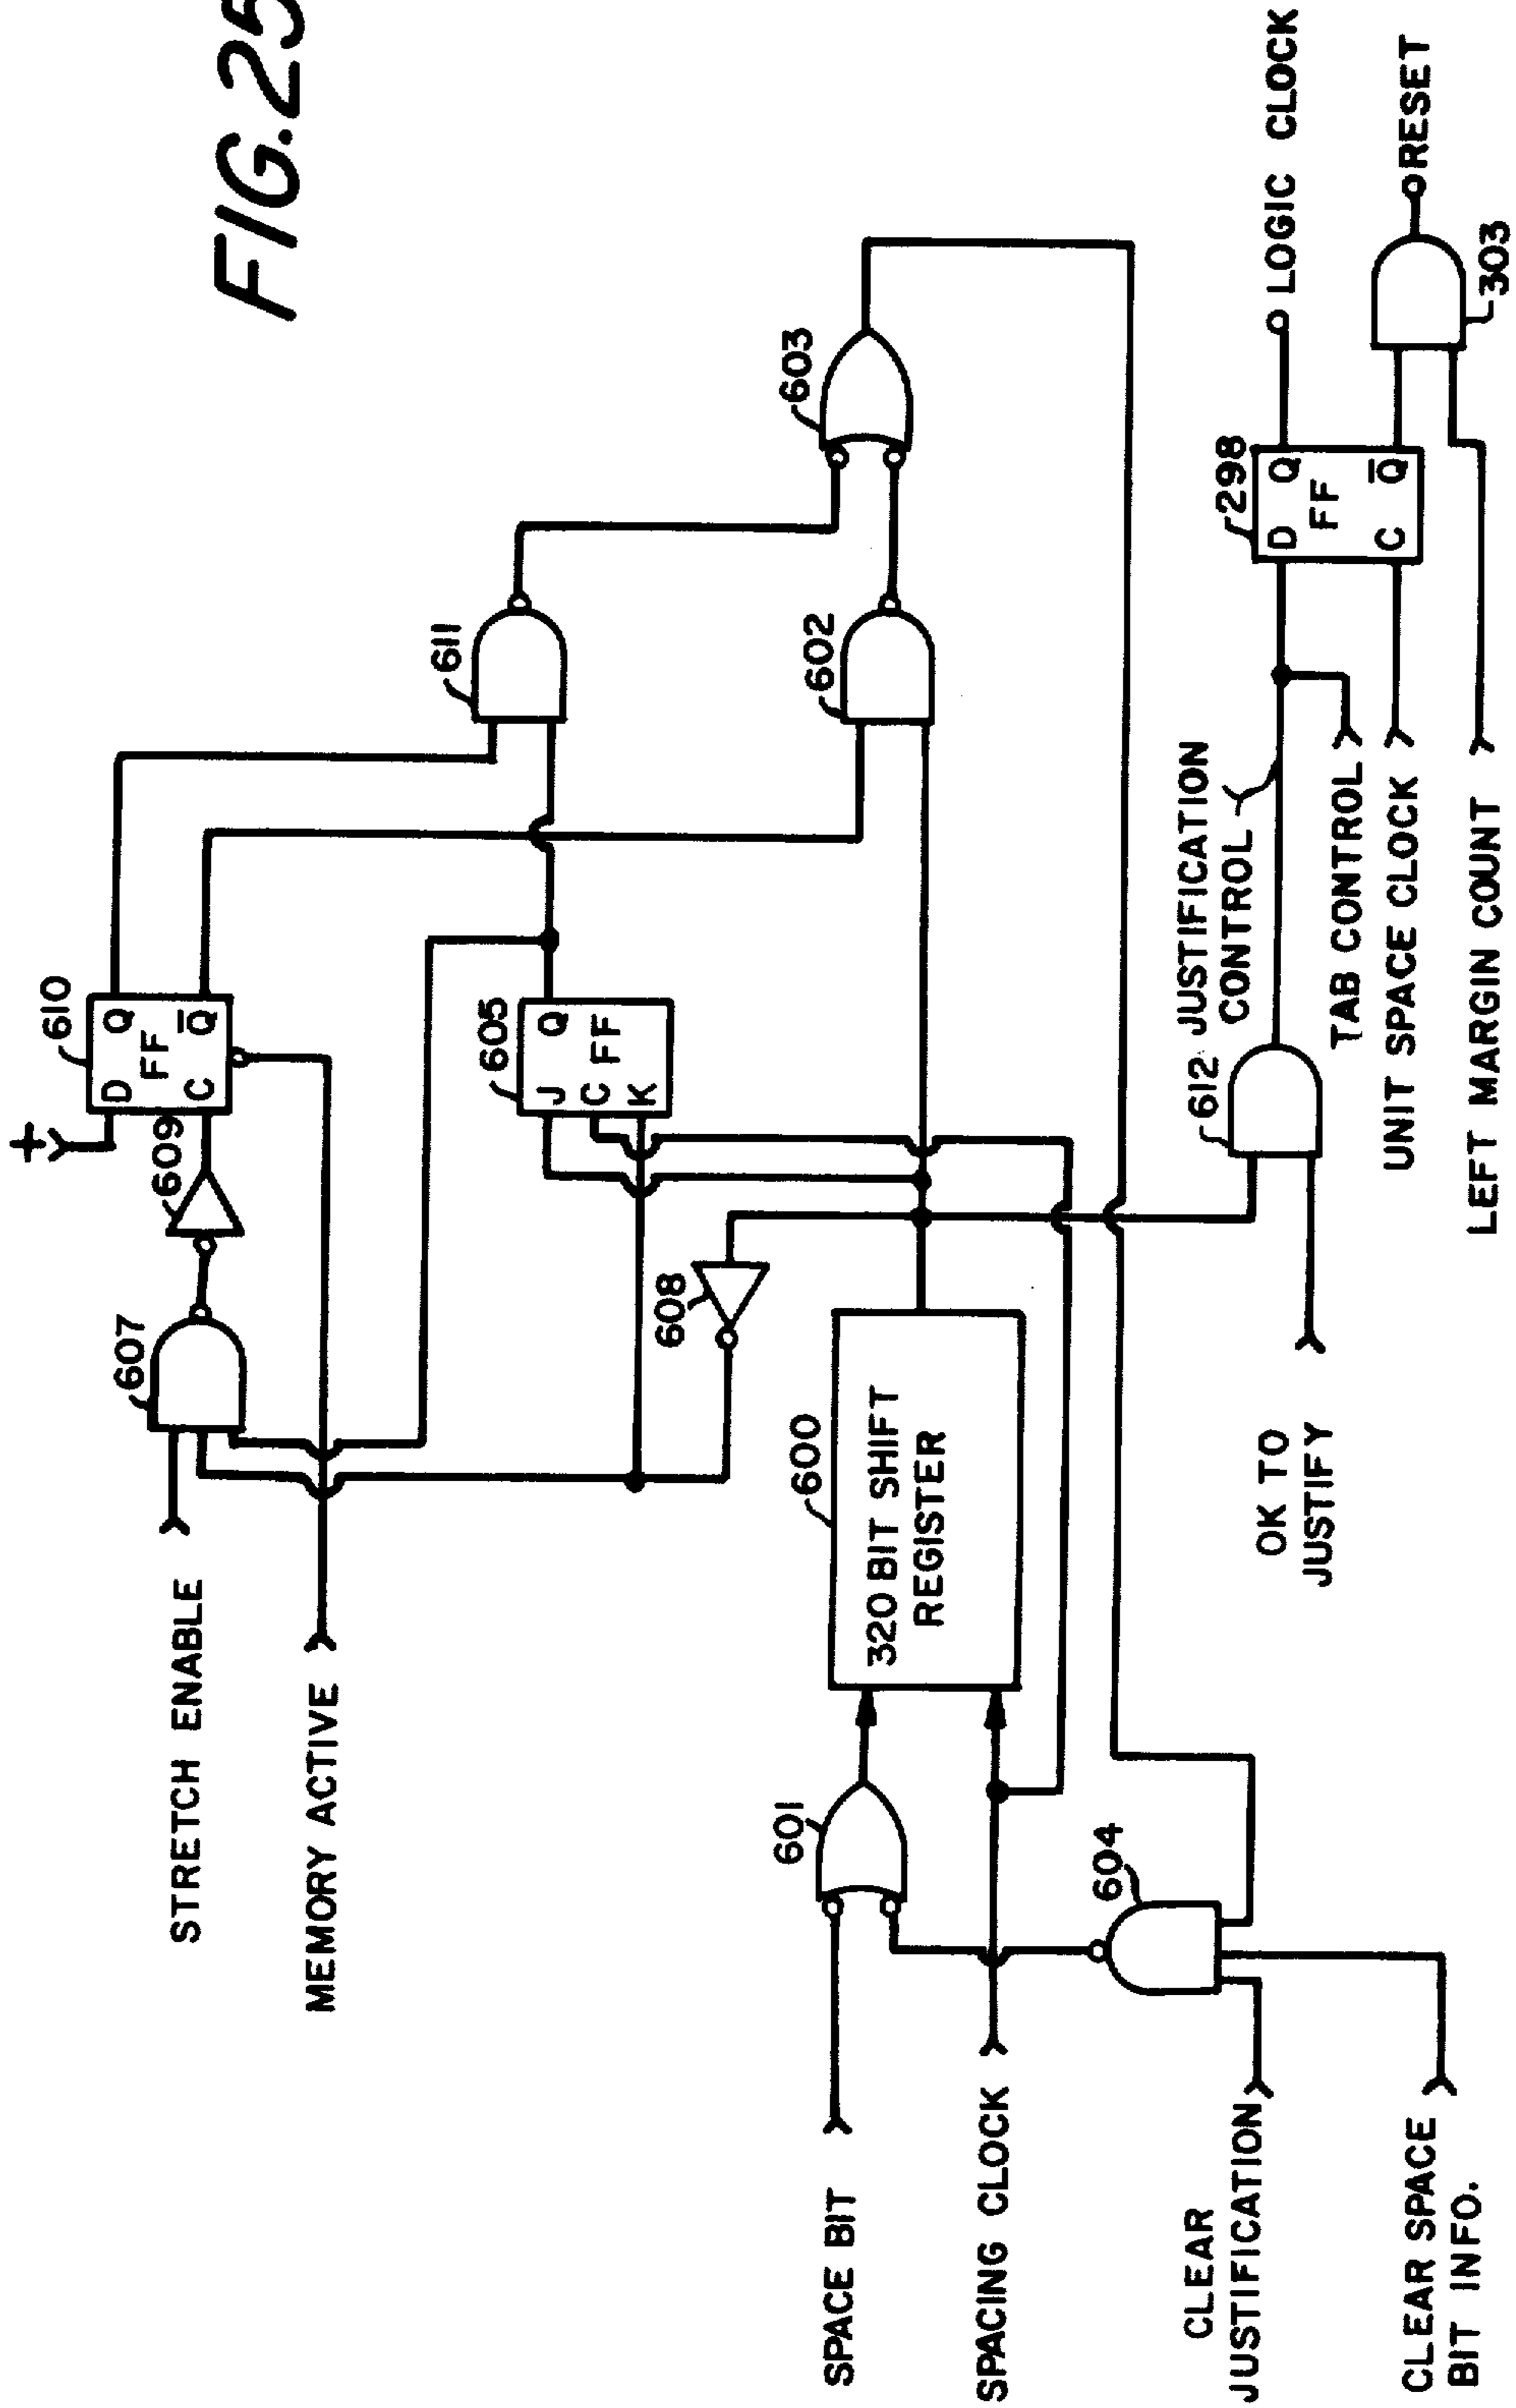 FIG. 25
STRETCH ENABLE
MEMORY ACTIVE
607
609
+
610
D Q
FF
C Q̅
611
605
J Q
C FF
K
608
602
603
SPACE BIT
SPACING CLOCK
601
600
320 BIT SHIFT
REGISTER
604
CLEAR
JUSTIFICATION
CLEAR SPACE
BIT INFO.
OK TO
JUSTIFY
612
JUSTIFICATION
CONTROL
TAB CONTROL
UNIT SPACE CLOCK
LEFT MARGIN COUNT
298
D Q
FF
C Q̅
LOGIC CLOCK
RESET
303